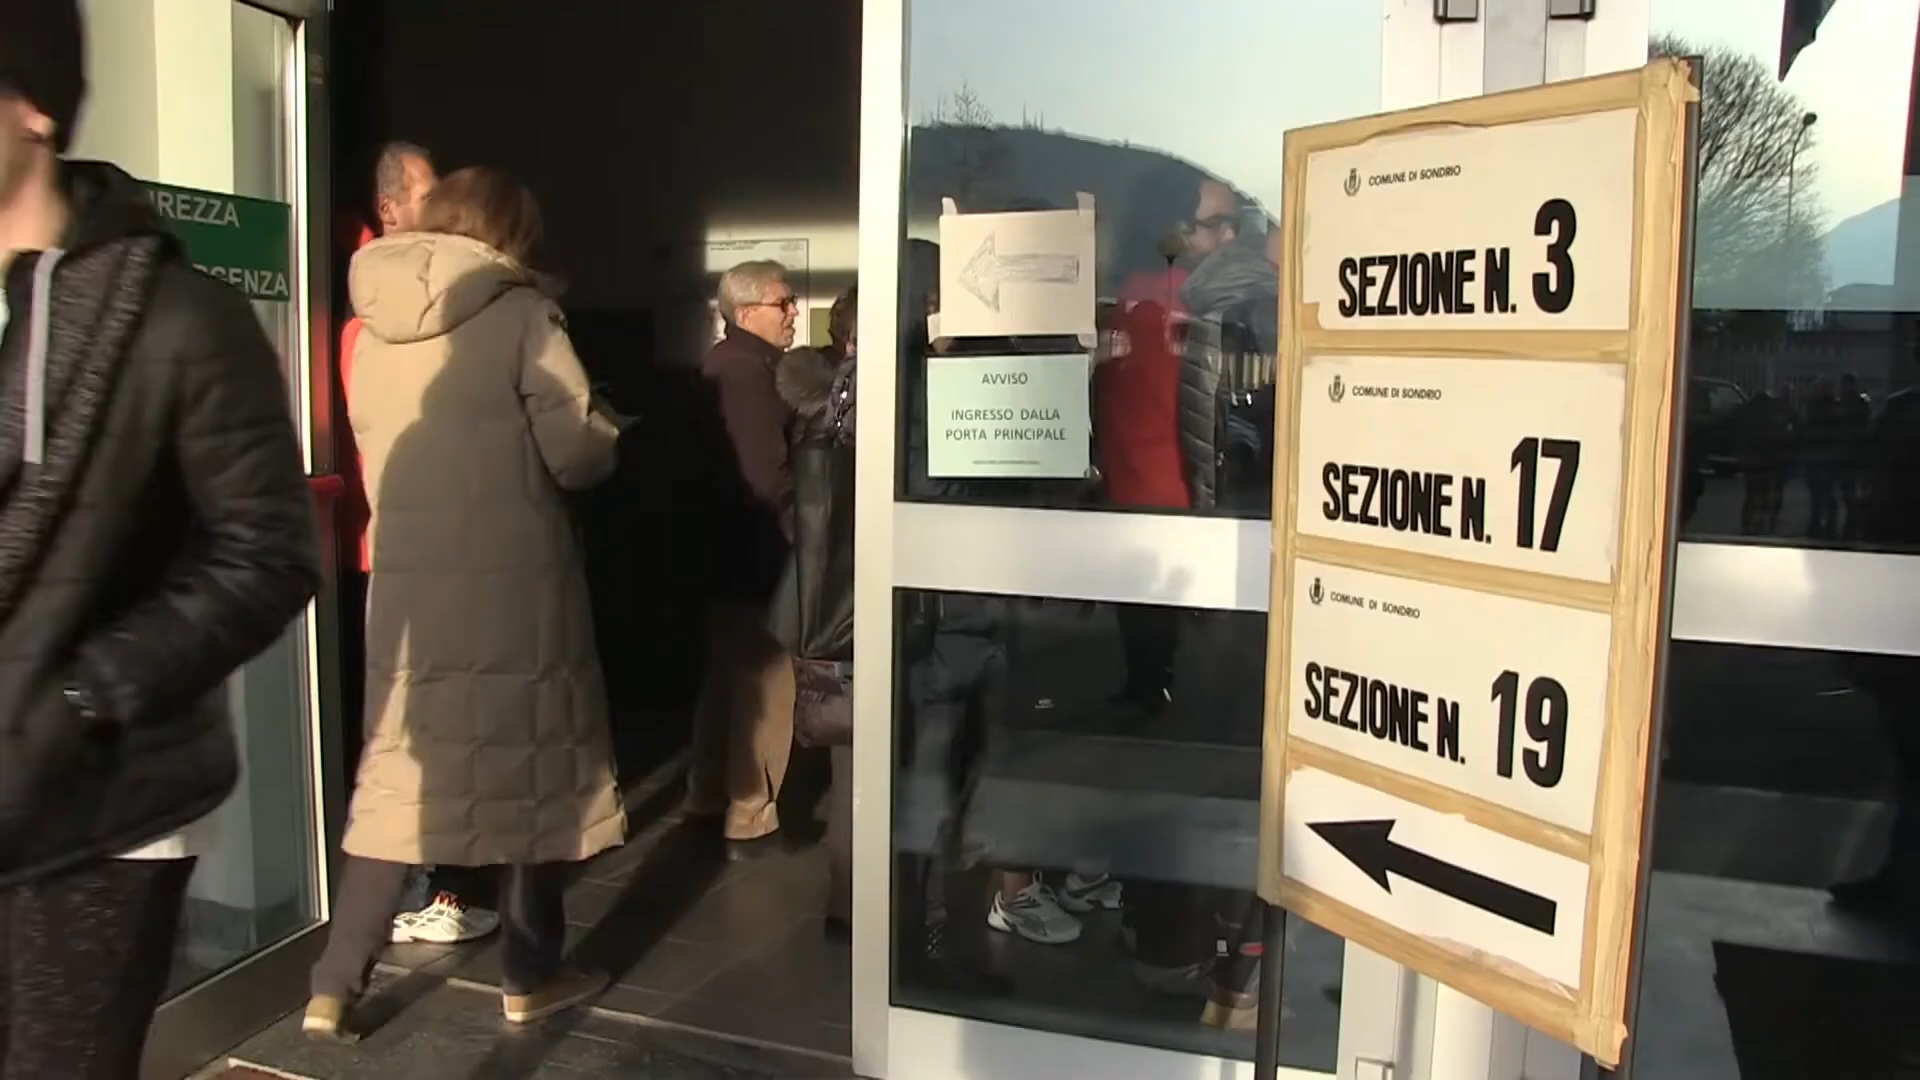 IREZZA
RGENZA
AVVISO
INGRESSO DALLA
PORTA PRINCIPALE
COMUNE DI SONDRIO
SEZIONE N. 3
COMUNE DI SONDRIO
SEZIONE N. 17
COMUNE DI SONDRIO
SEZIONE N. 19